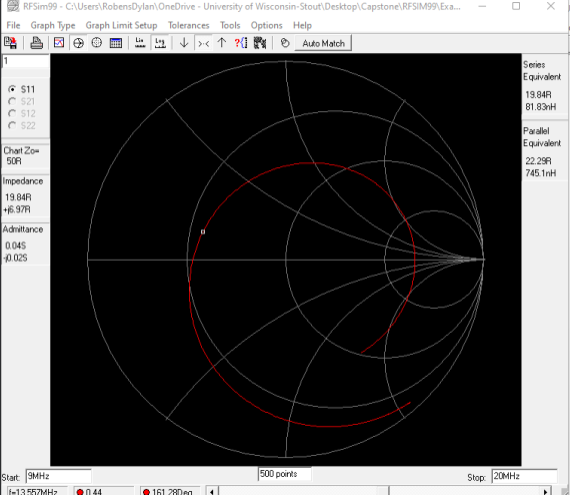 RFSim99 - C:\Users\RobensDylan\OneDrive - University of Wisconsin-Stout\Desktop\Capstone\RFSIM99\Exa...
File Graph Type Graph Limit Setup Tolerances Tools Options Help
Lin Log Auto Match
1
S11
S21
S12
S22
Chart Zo=
50R
Impedance
19.84R
+j6.97R
Admittance
0.04S
-j0.02S
Series
Equivalent
19.84R
81.83nH
Parallel
Equivalent
22.29R
745.1nH
Start: 9MHz 500 points Stop: 20MHz
f=13.557MHz 0.44 161.28Deg